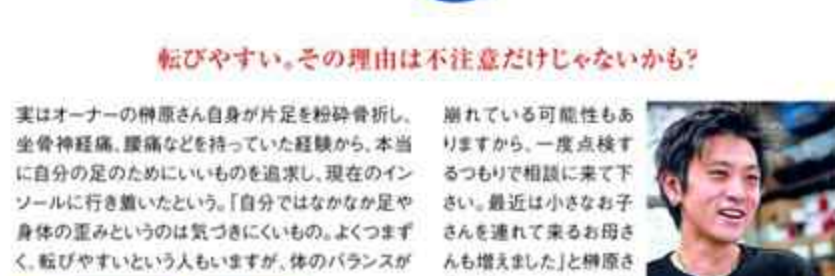 転びやすい。その理由は不注意だけじゃないかも?
実はオーナーの榊原さん自身が片足を粉砕骨折し、
坐骨神経痛、腰痛などを持っていた経験から、本当
に自分の足のためにいいものを追求し、現在のイン
ソールに行き着いたという。「自分ではなかなか足や
身体の歪みというのは気づきにくいもの。よくつまず
く、転びやすいという人もいますが、体のバランスが
崩れている可能性もあ
りますから、一度点検す
るつもりで相談に来て下
さい。最近は小さなお子
さんを連れて来るお母さ
んも増えました」と榊原さ